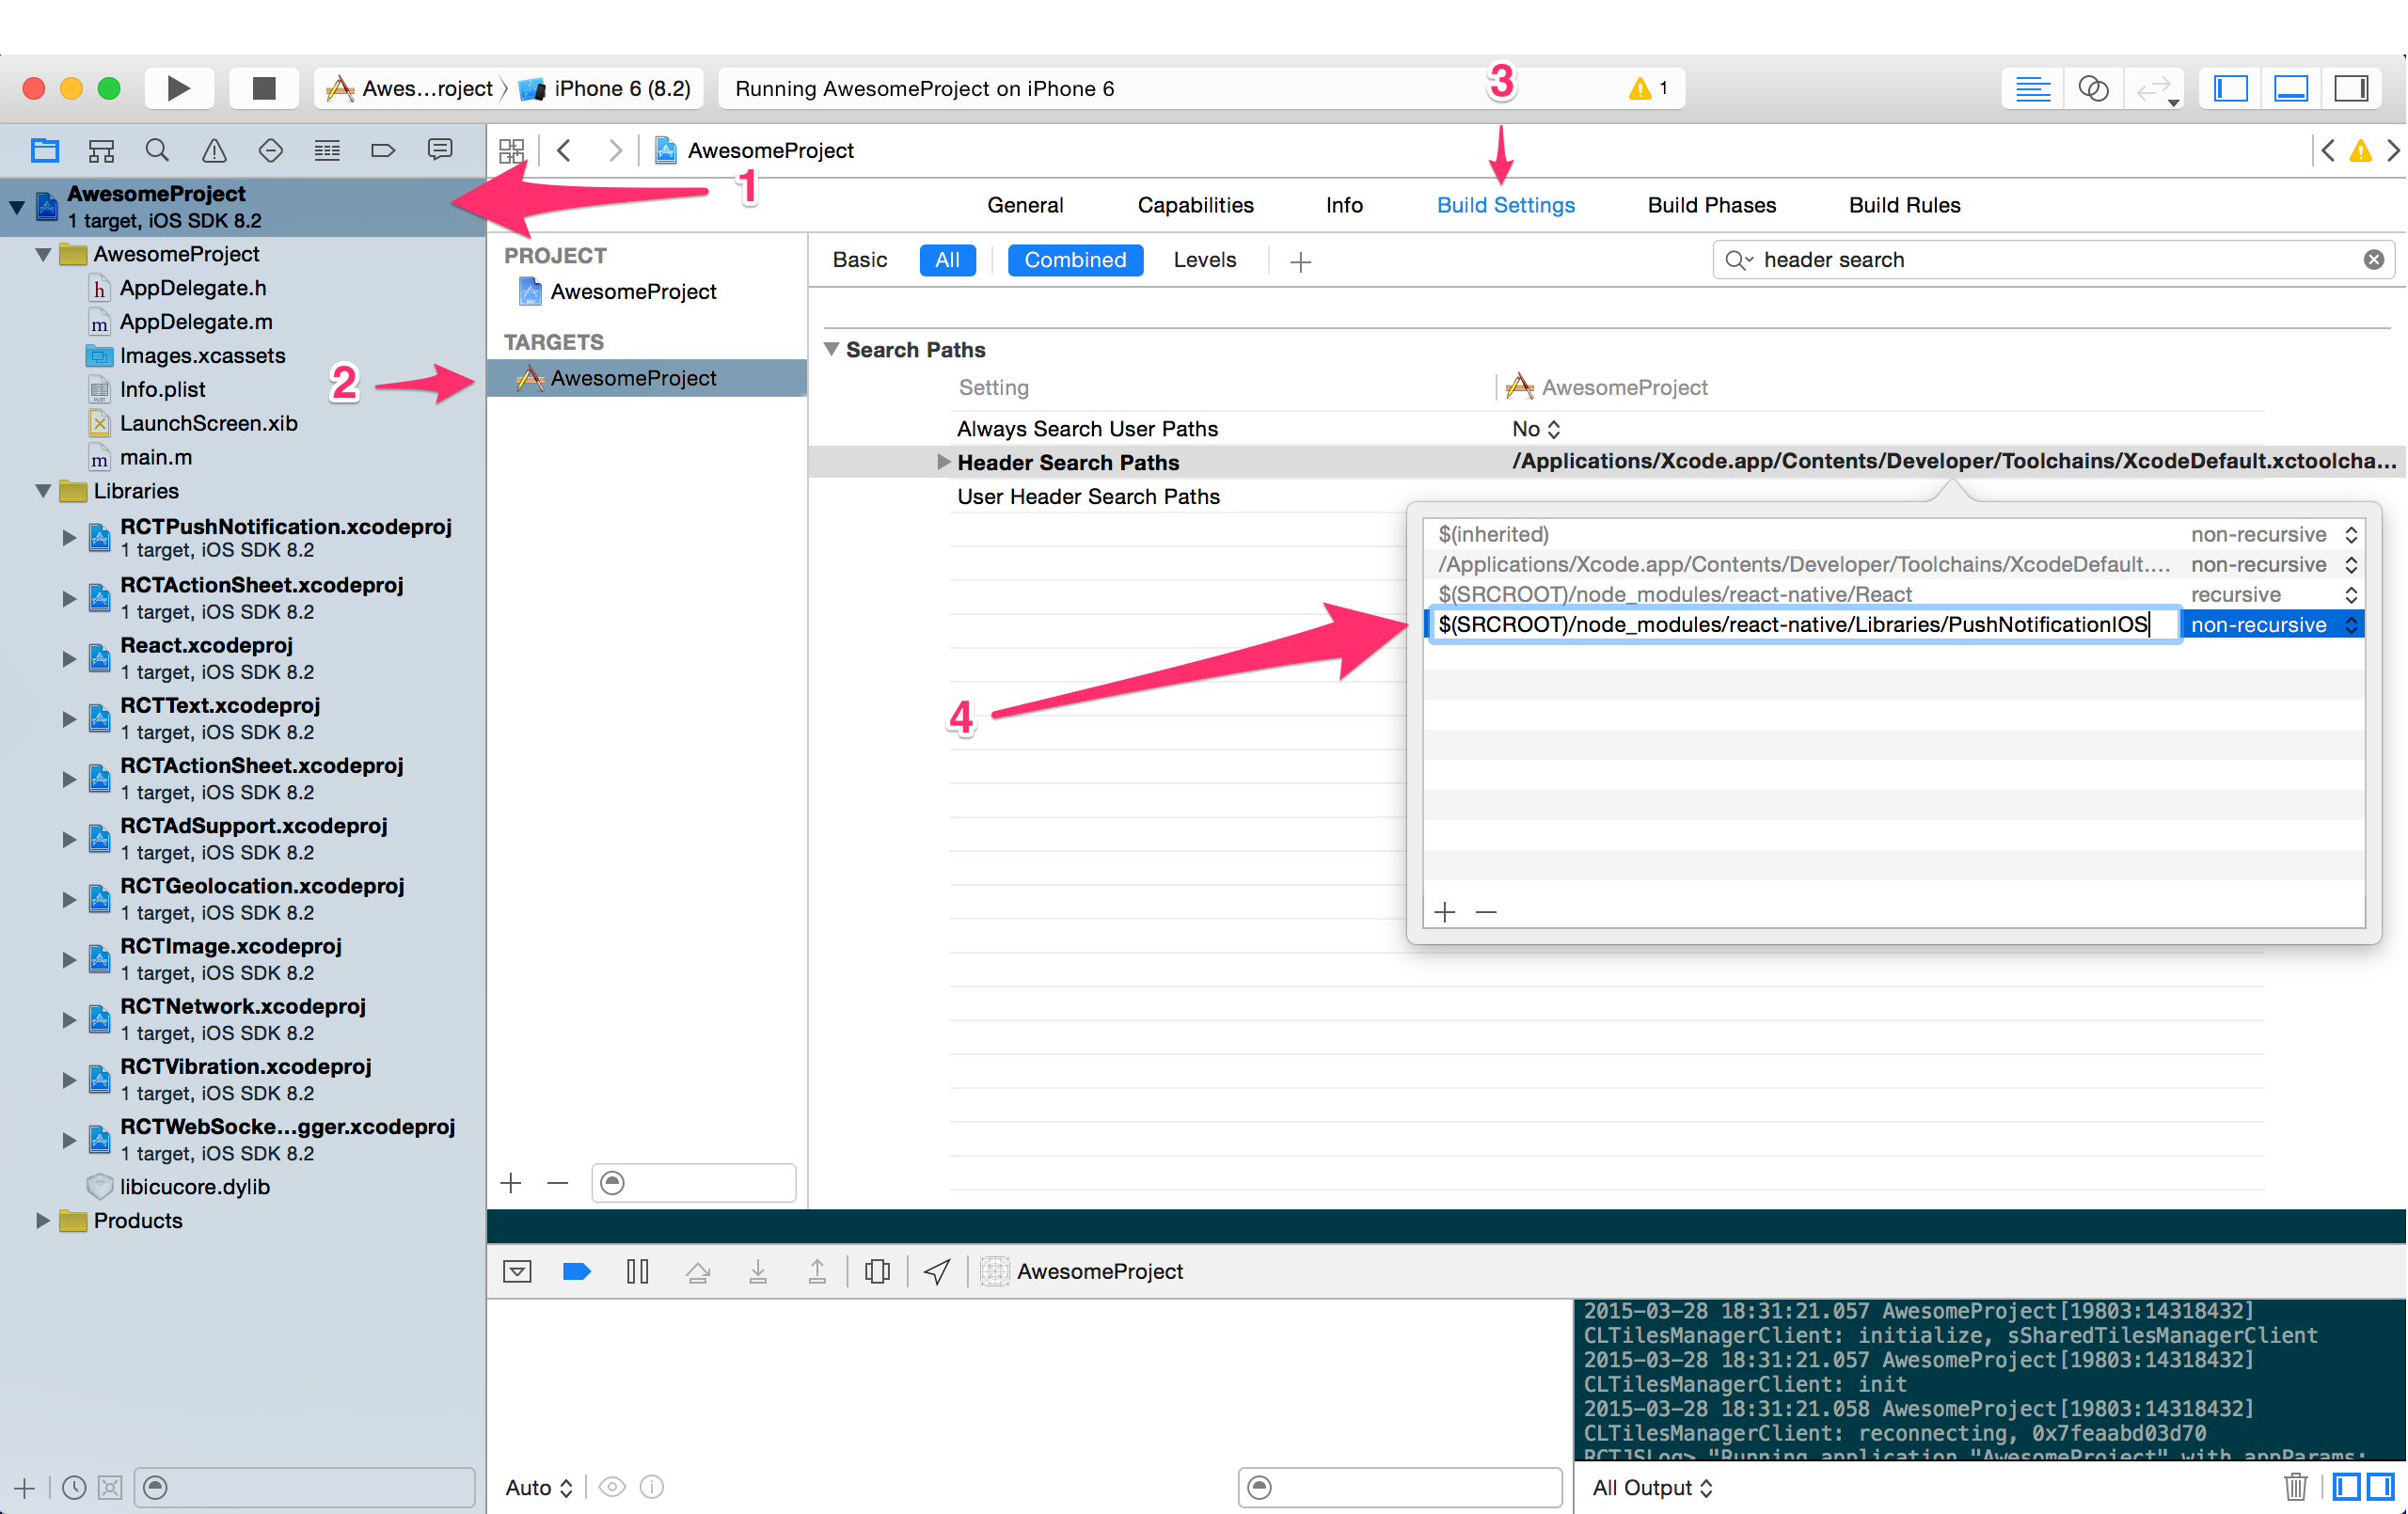 Awes...roject
iPhone 6 (8.2)
Running AwesomeProject on iPhone 6
1
3
AwesomeProject
1
AwesomeProject
1 target, iOS SDK 8.2
AwesomeProject
h AppDelegate.h
m AppDelegate.m
Images.xcassets
Info.plist
LaunchScreen.xib
m main.m
Libraries
RCTPushNotification.xcodeproj
1 target, iOS SDK 8.2
RCTActionSheet.xcodeproj
1 target, iOS SDK 8.2
React.xcodeproj
1 target, iOS SDK 8.2
RCTText.xcodeproj
1 target, iOS SDK 8.2
RCTActionSheet.xcodeproj
1 target, iOS SDK 8.2
RCTAdSupport.xcodeproj
1 target, iOS SDK 8.2
RCTGeolocation.xcodeproj
1 target, iOS SDK 8.2
RCTImage.xcodeproj
1 target, iOS SDK 8.2
RCTNetwork.xcodeproj
1 target, iOS SDK 8.2
RCTVibration.xcodeproj
1 target, iOS SDK 8.2
RCTWebSocke...gger.xcodeproj
1 target, iOS SDK 8.2
libicucore.dylib
Products
General Capabilities Info Build Settings Build Phases Build Rules
PROJECT
AwesomeProject
TARGETS
2
AwesomeProject
Basic All Combined Levels
header search
Search Paths
Setting AwesomeProject
Always Search User Paths No
Header Search Paths /Applications/Xcode.app/Contents/Developer/Toolchains/XcodeDefault.xctoolcha...
User Header Search Paths
$(inherited) non-recursive
/Applications/Xcode.app/Contents/Developer/Toolchains/XcodeDefault.... non-recursive
$(SRCROOT)/node_modules/react-native/React recursive
$(SRCROOT)/node_modules/react-native/Libraries/PushNotificationIOS non-recursive
4
AwesomeProject
2015-03-28 18:31:21.057 AwesomeProject[19803:14318432]
CLTilesManagerClient: initialize, sSharedTilesManagerClient
2015-03-28 18:31:21.057 AwesomeProject[19803:14318432]
CLTilesManagerClient: init
2015-03-28 18:31:21.058 AwesomeProject[19803:14318432]
CLTilesManagerClient: reconnecting, 0x7feaabd03d70
RCTJSLog> "Running application "AwesomeProject" with appParams:
Auto
All Output